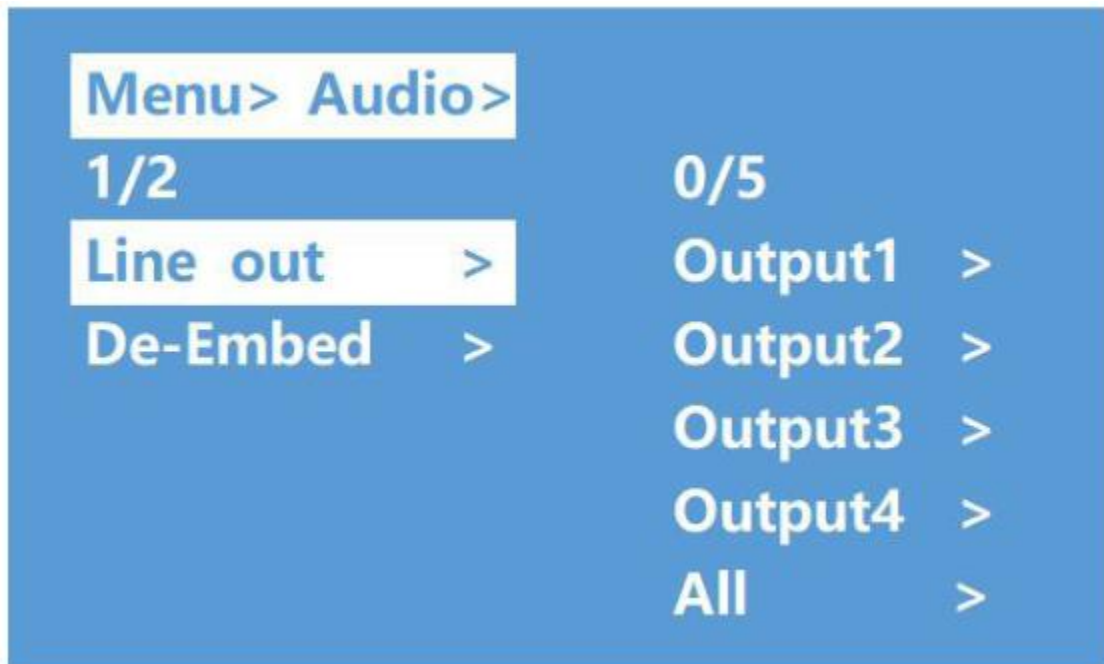 Menu> Audio>
1/2
Line out >
De-Embed >
0/5
Output1 >
Output2 >
Output3 >
Output4 >
All >